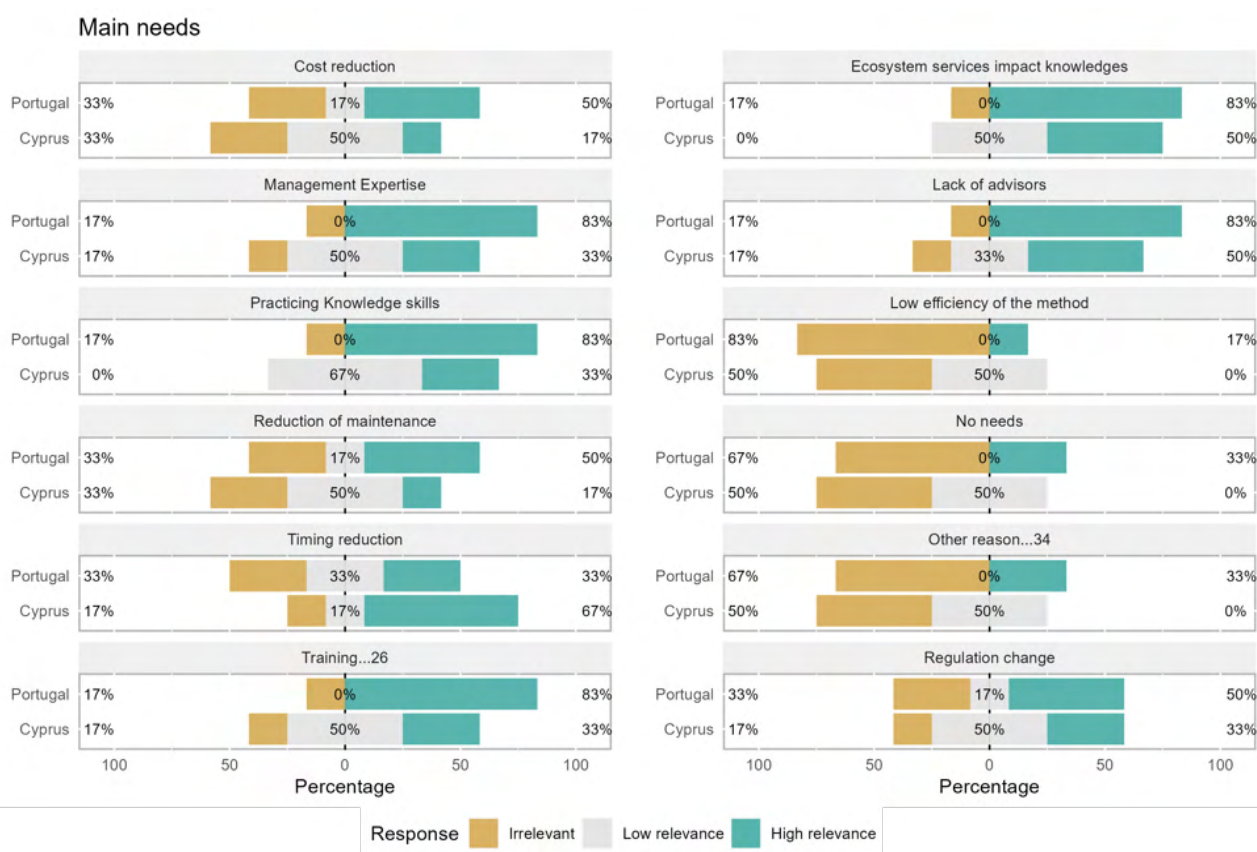 Main needs
Cost reduction
Portugal 33% 17% 50%
Cyprus 33% 50% 17%
Management Expertise
Portugal 17% 0% 83%
Cyprus 17% 50% 33%
Practicing Knowledge skills
Portugal 17% 0% 83%
Cyprus 0% 67% 33%
Reduction of maintenance
Portugal 33% 17% 50%
Cyprus 33% 50% 17%
Timing reduction
Portugal 33% 33% 33%
Cyprus 17% 17% 67%
Training...26
Portugal 17% 0% 83%
Cyprus 17% 50% 33%
100 50 0 50 100
Percentage
Ecosystem services impact knowledges
Portugal 17% 0% 83%
Cyprus 0% 50% 50%
Lack of advisors
Portugal 17% 0% 83%
Cyprus 17% 33% 50%
Low efficiency of the method
Portugal 83% 0% 17%
Cyprus 50% 50% 0%
No needs
Portugal 67% 0% 33%
Cyprus 50% 50% 0%
Other reason...34
Portugal 67% 0% 33%
Cyprus 50% 50% 0%
Regulation change
Portugal 33% 17% 50%
Cyprus 17% 50% 33%
100 50 0 50 100
Percentage
Response Irrelevant Low relevance High relevance